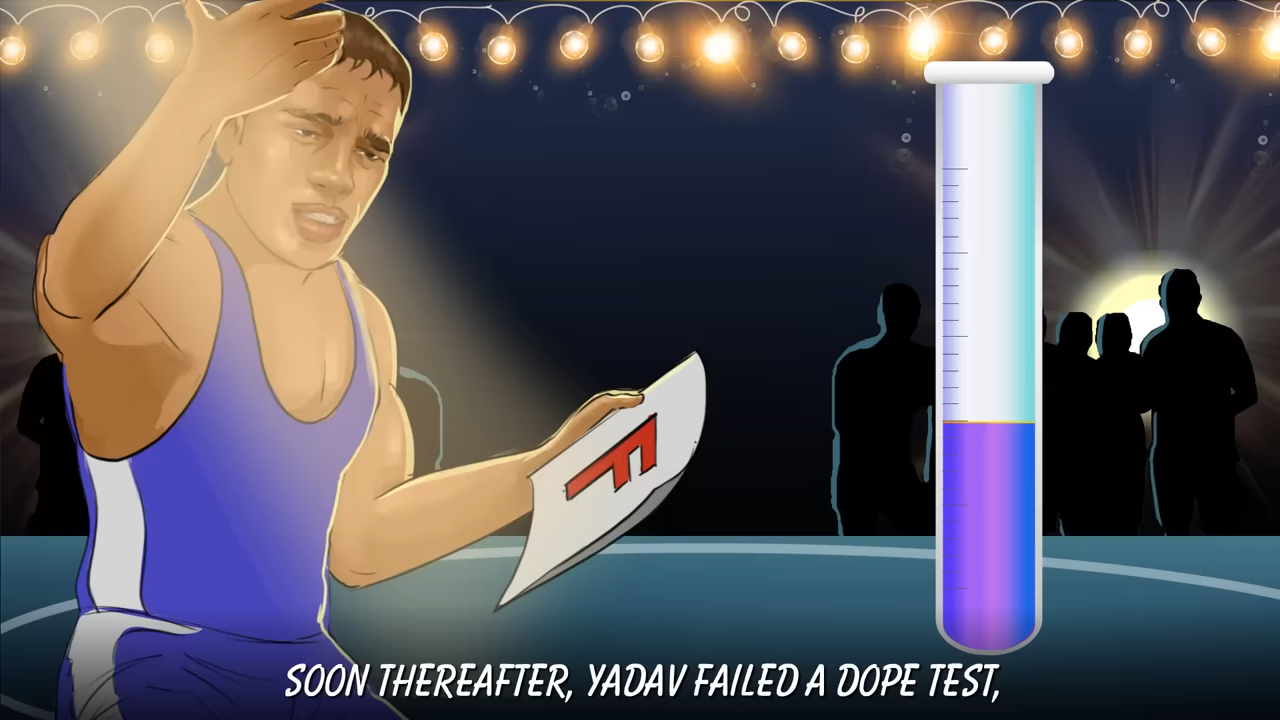 F
SOON THEREAFTER, YADAV FAILED A DOPE TEST,